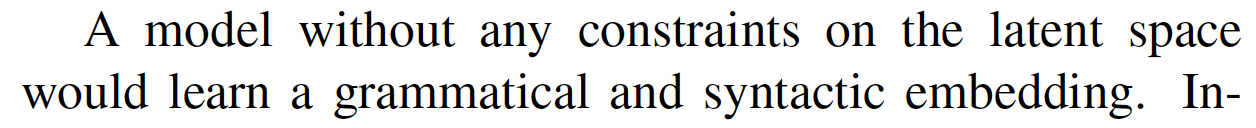 A model without any constraints on the latent space
would learn a grammatical and syntactic embedding. In-